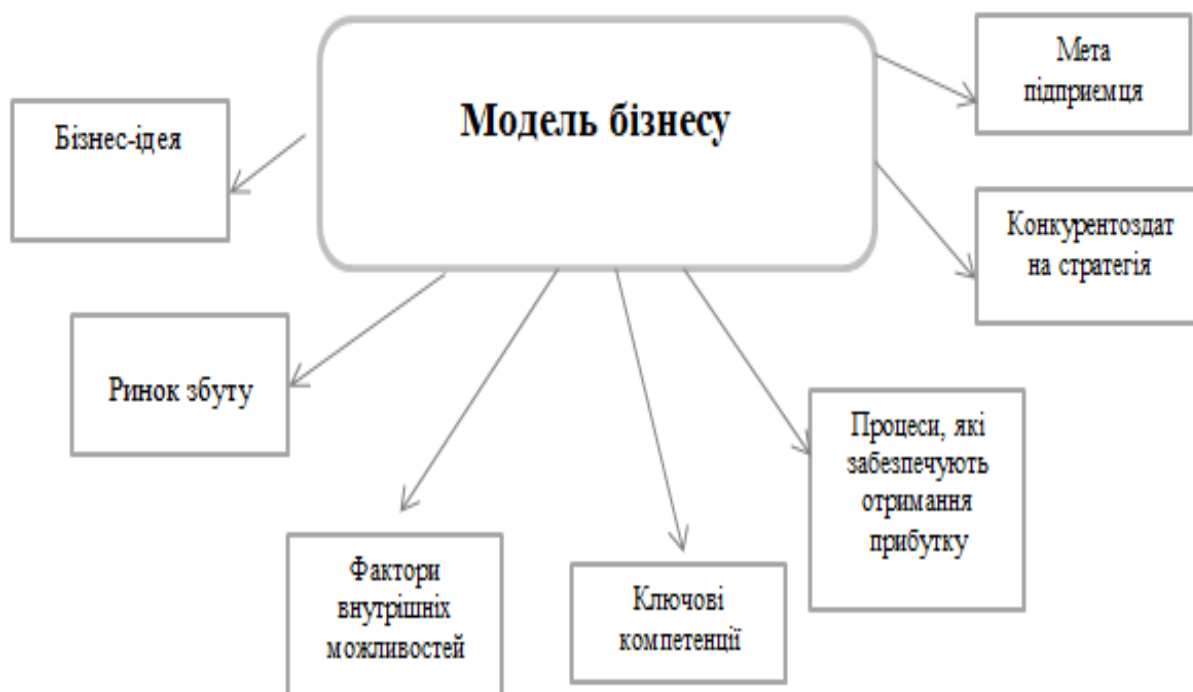 Модель бізнесу
Мета
підприємця
Бізнес-ідея
Конкурентоздат
на стратегія
Ринок збуту
Процеси, які
забезпечують
отримання
прибутку
Фактори
внутрішніх
можливостей
Ключові
компетенції